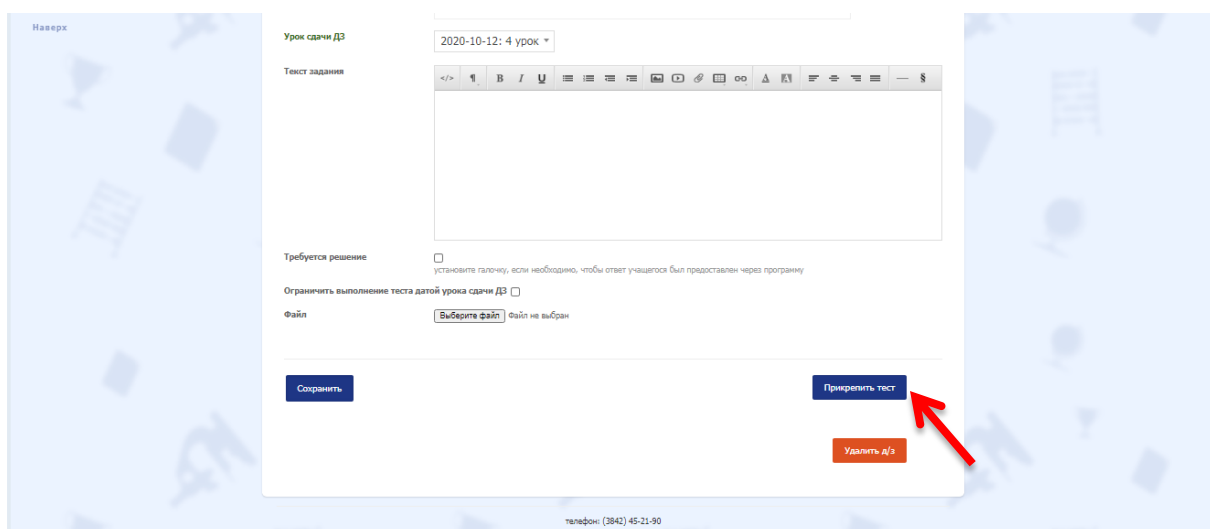 Наверх
Урок сдачи ДЗ
2020-10-12: 4 урок
Текст задания
</> ¶ B I U A A — §
Требуется решение
установите галочку, если необходимо, чтобы ответ учащегося был предоставлен через программу
Ограничить выполнение теста датой урока сдачи ДЗ
Файл
Выберите файл Файл не выбран
Сохранить
Прикрепить тест
Удалить д/з
телефон: (3842) 45-21-90